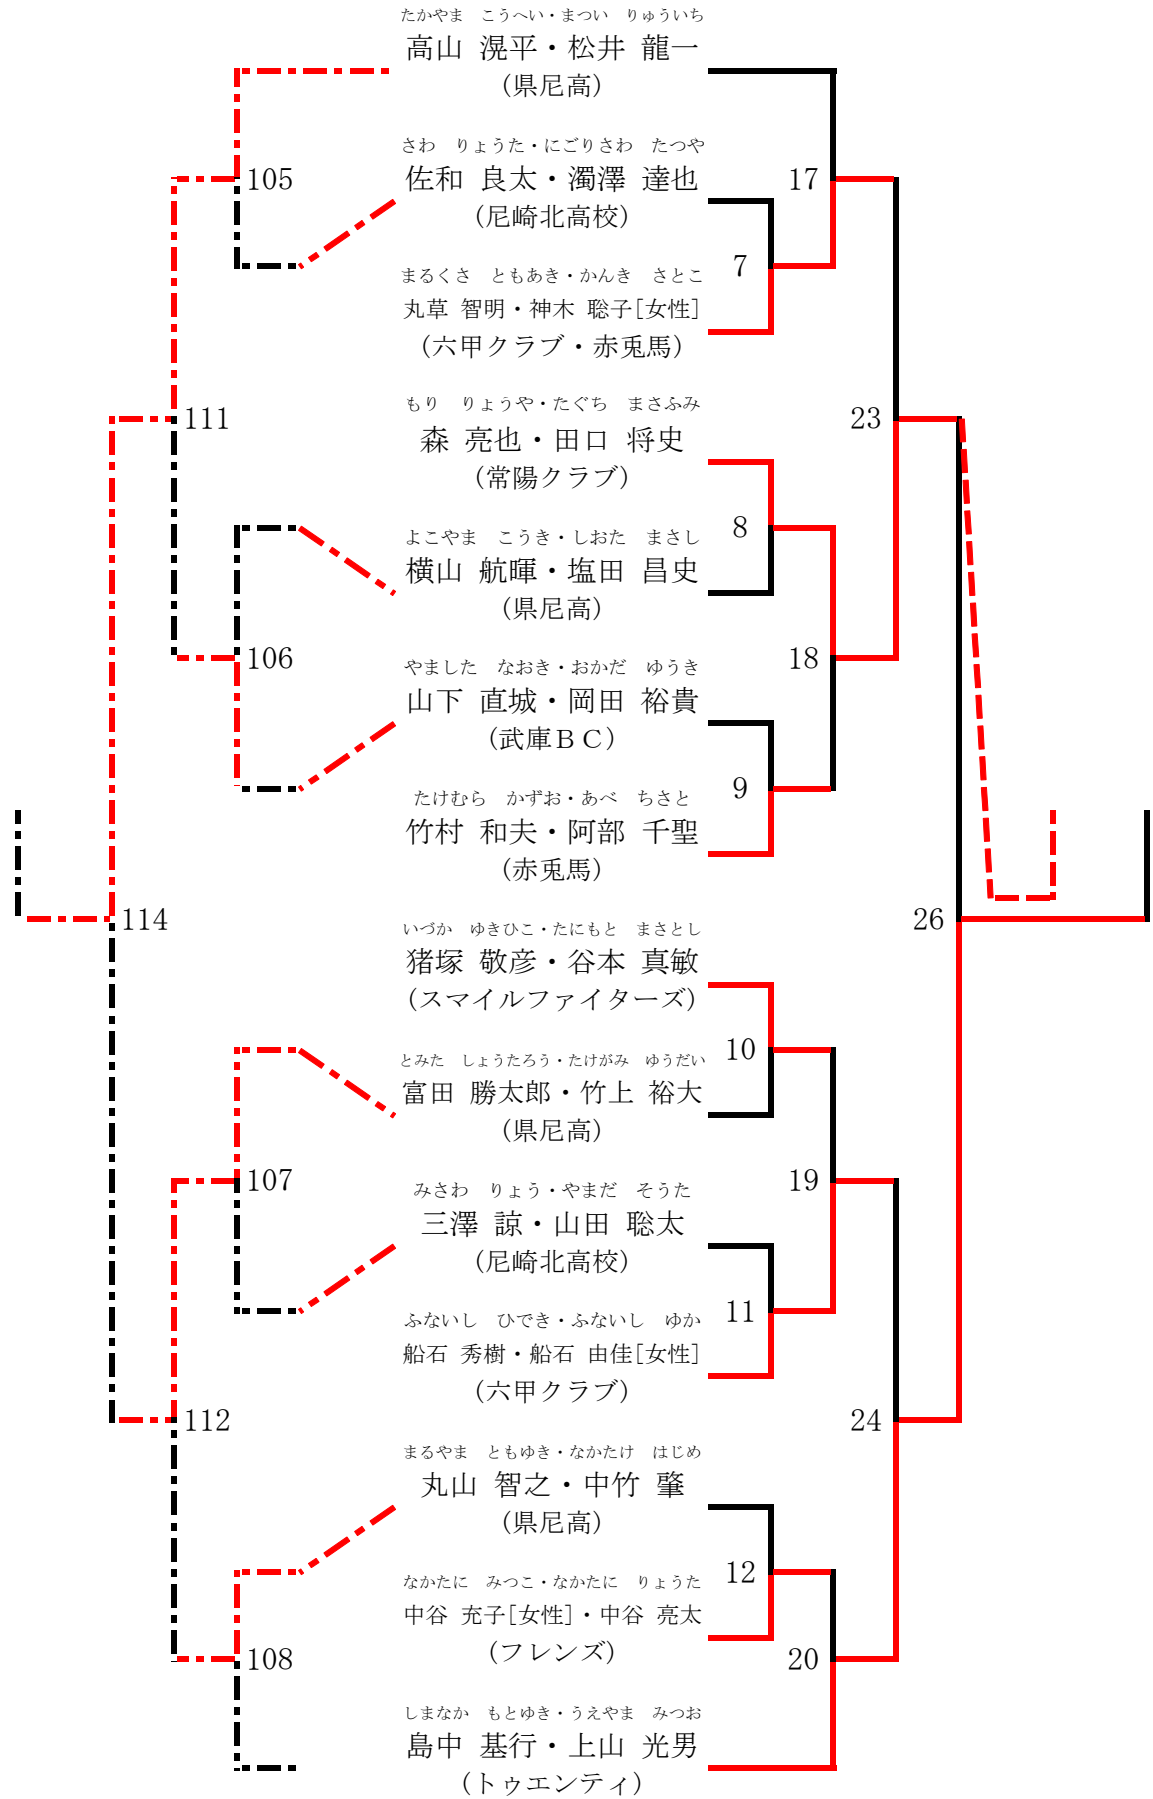 たかやま　こうへい・まつい　りゅういち
高山 滉平・松井 龍一
(県尼高)
さわ　りょうた・にごりさわ　たつや
105
佐和 良太・濁澤 達也
17
(尼崎北高校)
まるくさ　ともあき・かんき　さとこ
7
丸草 智明・神木 聡子[女性]
(六甲クラブ・赤兎馬)
もり　りょうや・たぐち　まさふみ
111
23
森 亮也・田口 将史
(常陽クラブ)
よこやま　こうき・しおた　まさし
8
横山 航暉・塩田 昌史
(県尼高)
やました　なおき・おかだ　ゆうき
106
18
山下 直城・岡田 裕貴
(武庫ＢＣ)
たけむら　かずお・あべ　ちさと
9
竹村 和夫・阿部 千聖
(赤兎馬)
いづか　ゆきひこ・たにもと　まさとし
114
26
猪塚 敬彦・谷本 真敏
(スマイルファイターズ)
とみた　しょうたろう・たけがみ　ゆうだい
10
富田 勝太郎・竹上 裕大
(県尼高)
みさわ　りょう・やまだ　そうた
107
19
三澤 諒・山田 聡太
(尼崎北高校)
ふないし　ひでき・ふないし　ゆか
11
船石 秀樹・船石 由佳[女性]
(六甲クラブ)
112
24
まるやま　ともゆき・なかたけ　はじめ
丸山 智之・中竹 肇
(県尼高)
なかたに　みつこ・なかたに　りょうた
12
中谷 充子[女性]・中谷 亮太
(フレンズ)
108
20
しまなか　もとゆき・うえやま　みつお
島中 基行・上山 光男
(トゥエンティ)